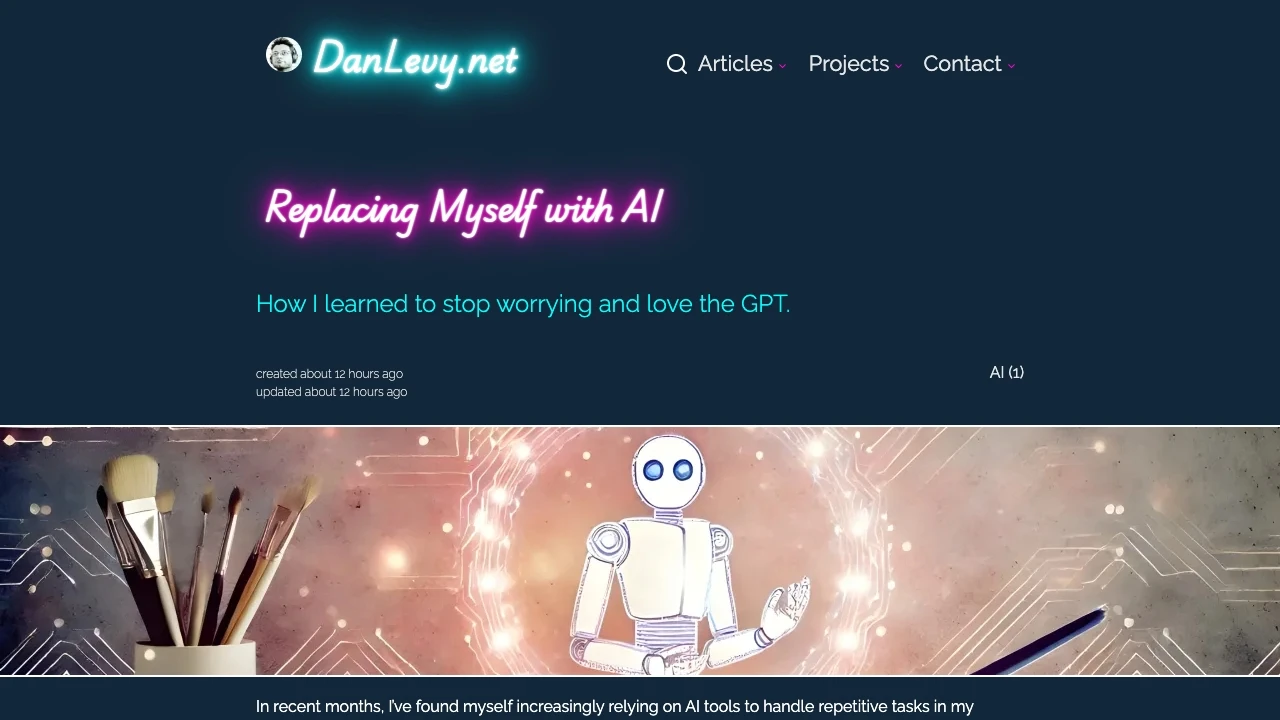 DanLevy.net
Articles
Projects
Contact
Replacing Myself with AI
How I learned to stop worrying and love the GPT.
created about 12 hours ago
updated about 12 hours ago
AI (1)
In recent months, I've found myself increasingly relying on AI tools to handle repetitive tasks in my